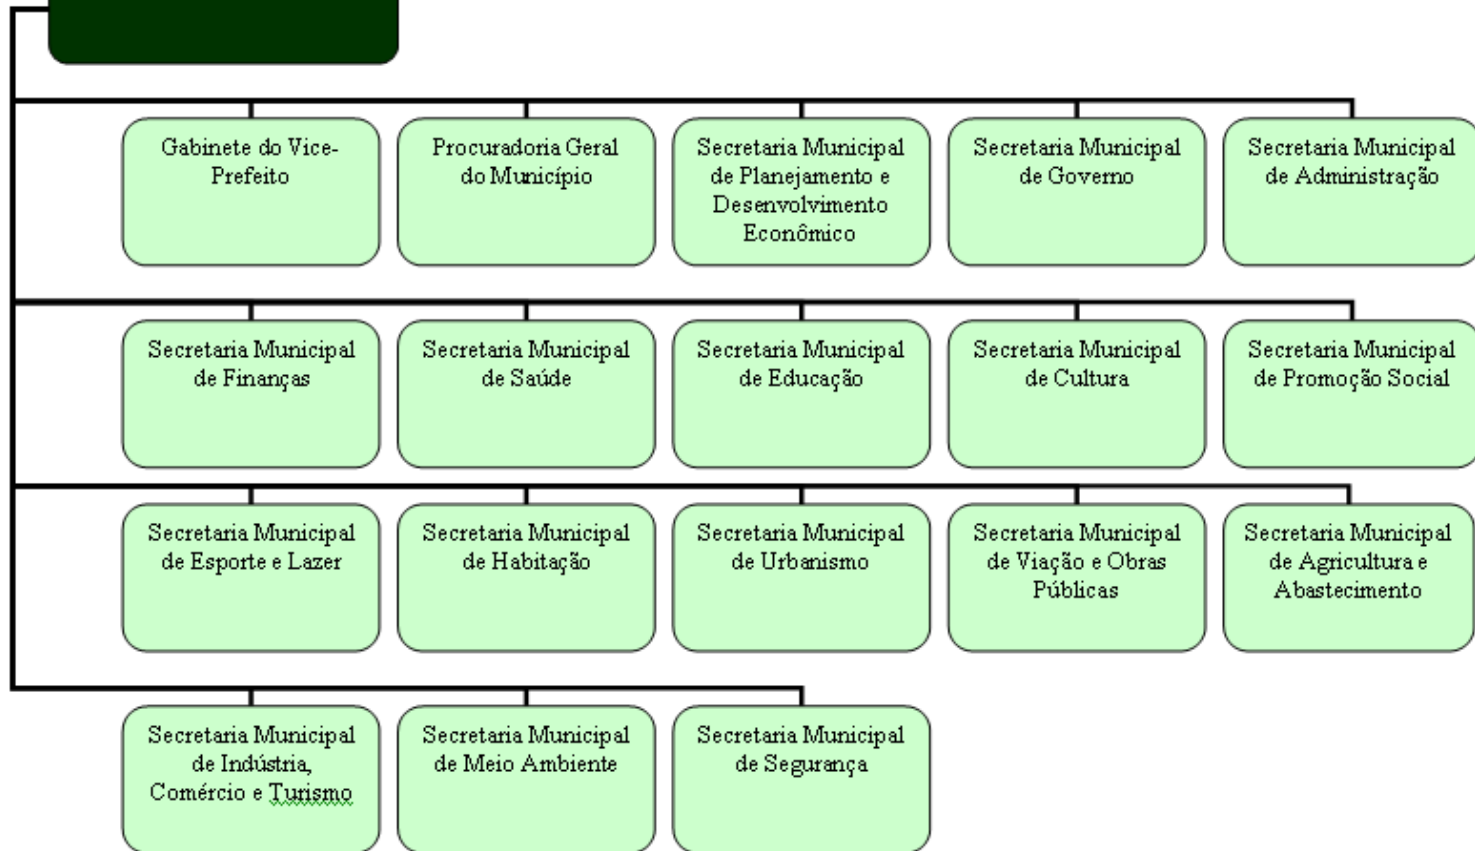 Gabinete do Vice-
Prefeito
Procuradoria Geral
do Município
Secretaria Municipal
de Planejamento e
Desenvolvimento
Econômico
Secretaria Municipal
de Governo
Secretaria Municipal
de Administração
Secretaria Municipal
de Finanças
Secretaria Municipal
de Saúde
Secretaria Municipal
de Educação
Secretaria Municipal
de Cultura
Secretaria Municipal
de Promoção Social
Secretaria Municipal
de Esporte e Lazer
Secretaria Municipal
de Habitação
Secretaria Municipal
de Urbanismo
Secretaria Municipal
de Viação e Obras
Públicas
Secretaria Municipal
de Agricultura e
Abastecimento
Secretaria Municipal
de Indústria,
Comércio e Turismo
Secretaria Municipal
de Meio Ambiente
Secretaria Municipal
de Segurança